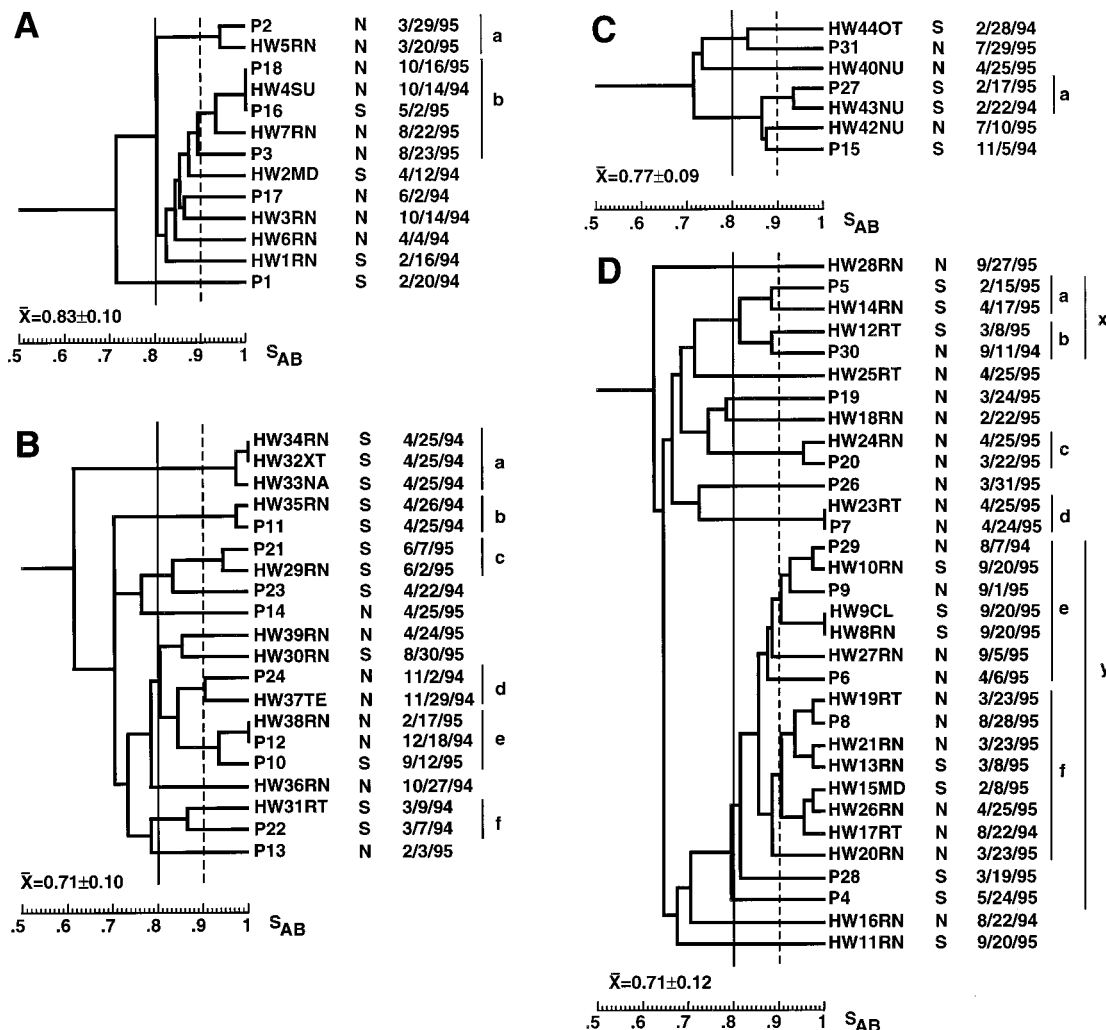 A
P2 N 3/29/95
HW5RN N 3/20/95
a
P18 N 10/16/95
HW4SU N 10/14/94
P16 S 5/2/95
HW7RN N 8/22/95
P3 N 8/23/95
b
HW2MD S 4/12/94
P17 N 6/2/94
HW3RN N 10/14/94
HW6RN N 4/4/94
HW1RN S 2/16/94
P1 S 2/20/94
X̄=0.83±0.10
.5 .6 .7 .8 .9 1 SAB
B
HW34RN S 4/25/94
HW32XT S 4/25/94
HW33NA S 4/25/94
a
HW35RN S 4/26/94
P11 S 4/25/94
b
P21 S 6/7/95
HW29RN S 6/2/95
c
P23 S 4/22/94
P14 N 4/25/95
HW39RN N 4/24/95
HW30RN S 8/30/95
P24 N 11/2/94
HW37TE N 11/29/94
d
HW38RN N 2/17/95
P12 N 12/18/94
P10 S 9/12/95
e
HW36RN N 10/27/94
HW31RT S 3/9/94
P22 S 3/7/94
f
P13 N 2/3/95
X̄=0.71±0.10
.5 .6 .7 .8 .9 1 SAB
C
HW44OT S 2/28/94
P31 N 7/29/95
HW40NU N 4/25/95
P27 S 2/17/95
HW43NU S 2/22/94
a
HW42NU N 7/10/95
P15 S 11/5/94
X̄=0.77±0.09
.5 .6 .7 .8 .9 1 SAB
D
HW28RN N 9/27/95
P5 S 2/15/95
HW14RN S 4/17/95
a
HW12RT S 3/8/95
P30 N 9/11/94
b
x
HW25RT N 4/25/95
P19 N 3/24/95
HW18RN N 2/22/95
HW24RN N 4/25/95
P20 N 3/22/95
c
P26 N 3/31/95
HW23RT N 4/25/95
P7 N 4/24/95
d
P29 N 8/7/94
HW10RN S 9/20/95
P9 N 9/1/95
HW9CL S 9/20/95
HW8RN S 9/20/95
HW27RN N 9/5/95
P6 N 4/6/95
e
HW19RT N 3/23/95
P8 N 8/28/95
HW21RN N 3/23/95
HW13RN S 3/8/95
HW15MD S 2/8/95
HW26RN N 4/25/95
HW17RT N 8/22/94
HW20RN N 3/23/95
f
P28 S 3/19/95
P4 S 5/24/95
y
HW16RN N 8/22/94
HW11RN S 9/20/95
X̄=0.71±0.12
.5 .6 .7 .8 .9 1 SAB